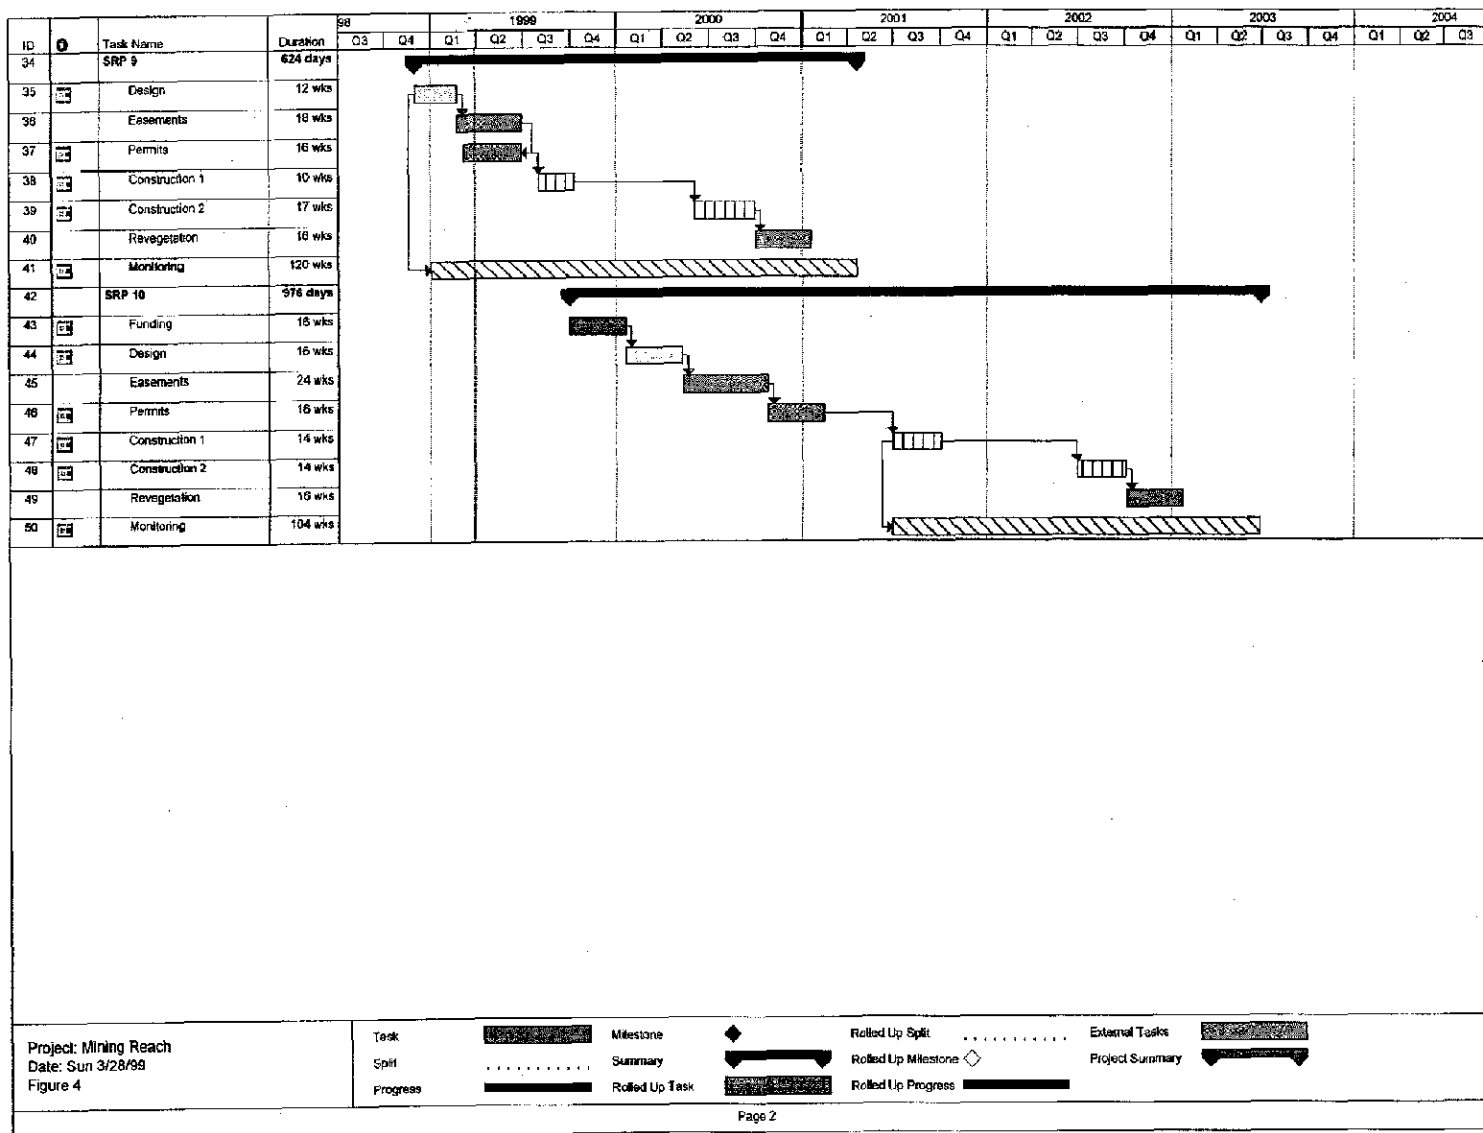 98 1999 2000 2001 2002 2003 2004
ID Task Name Duration Q3 Q4 Q1 Q2 Q3 Q4 Q1 Q2 Q3 Q4 Q1 Q2 Q3 Q4 Q1 Q2 Q3 Q4 Q1 Q2 Q3 Q4 Q1 Q2 Q3
34 SRP 9 624 days
35 Design 12 wks
36 Easements 18 wks
37 Permits 16 wks
38 Construction 1 10 wks
39 Construction 2 17 wks
40 Revegetation 16 wks
41 Monitoring 120 wks
42 SRP 10 976 days
43 Funding 16 wks
44 Design 16 wks
45 Easements 24 wks
46 Permits 16 wks
47 Construction 1 14 wks
48 Construction 2 14 wks
49 Revegetation 16 wks
50 Monitoring 104 wks
Project: Mining Reach
Date: Sun 3/28/99
Figure 4
Task Milestone Rolled Up Split External Tasks
Split Summary Rolled Up Milestone Project Summary
Progress Rolled Up Task Rolled Up Progress
Page 2